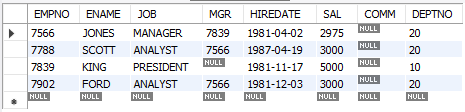 EMPNO ENAME JOB MGR HIREDATE SAL COMM DEPTNO
7566 JONES MANAGER 7839 1981-04-02 2975 NULL 20
7788 SCOTT ANALYST 7566 1987-04-19 3000 NULL 20
7839 KING PRESIDENT NULL 1981-11-17 5000 NULL 10
7902 FORD ANALYST 7566 1981-12-03 3000 NULL 20
NULL NULL NULL NULL NULL NULL NULL NULL